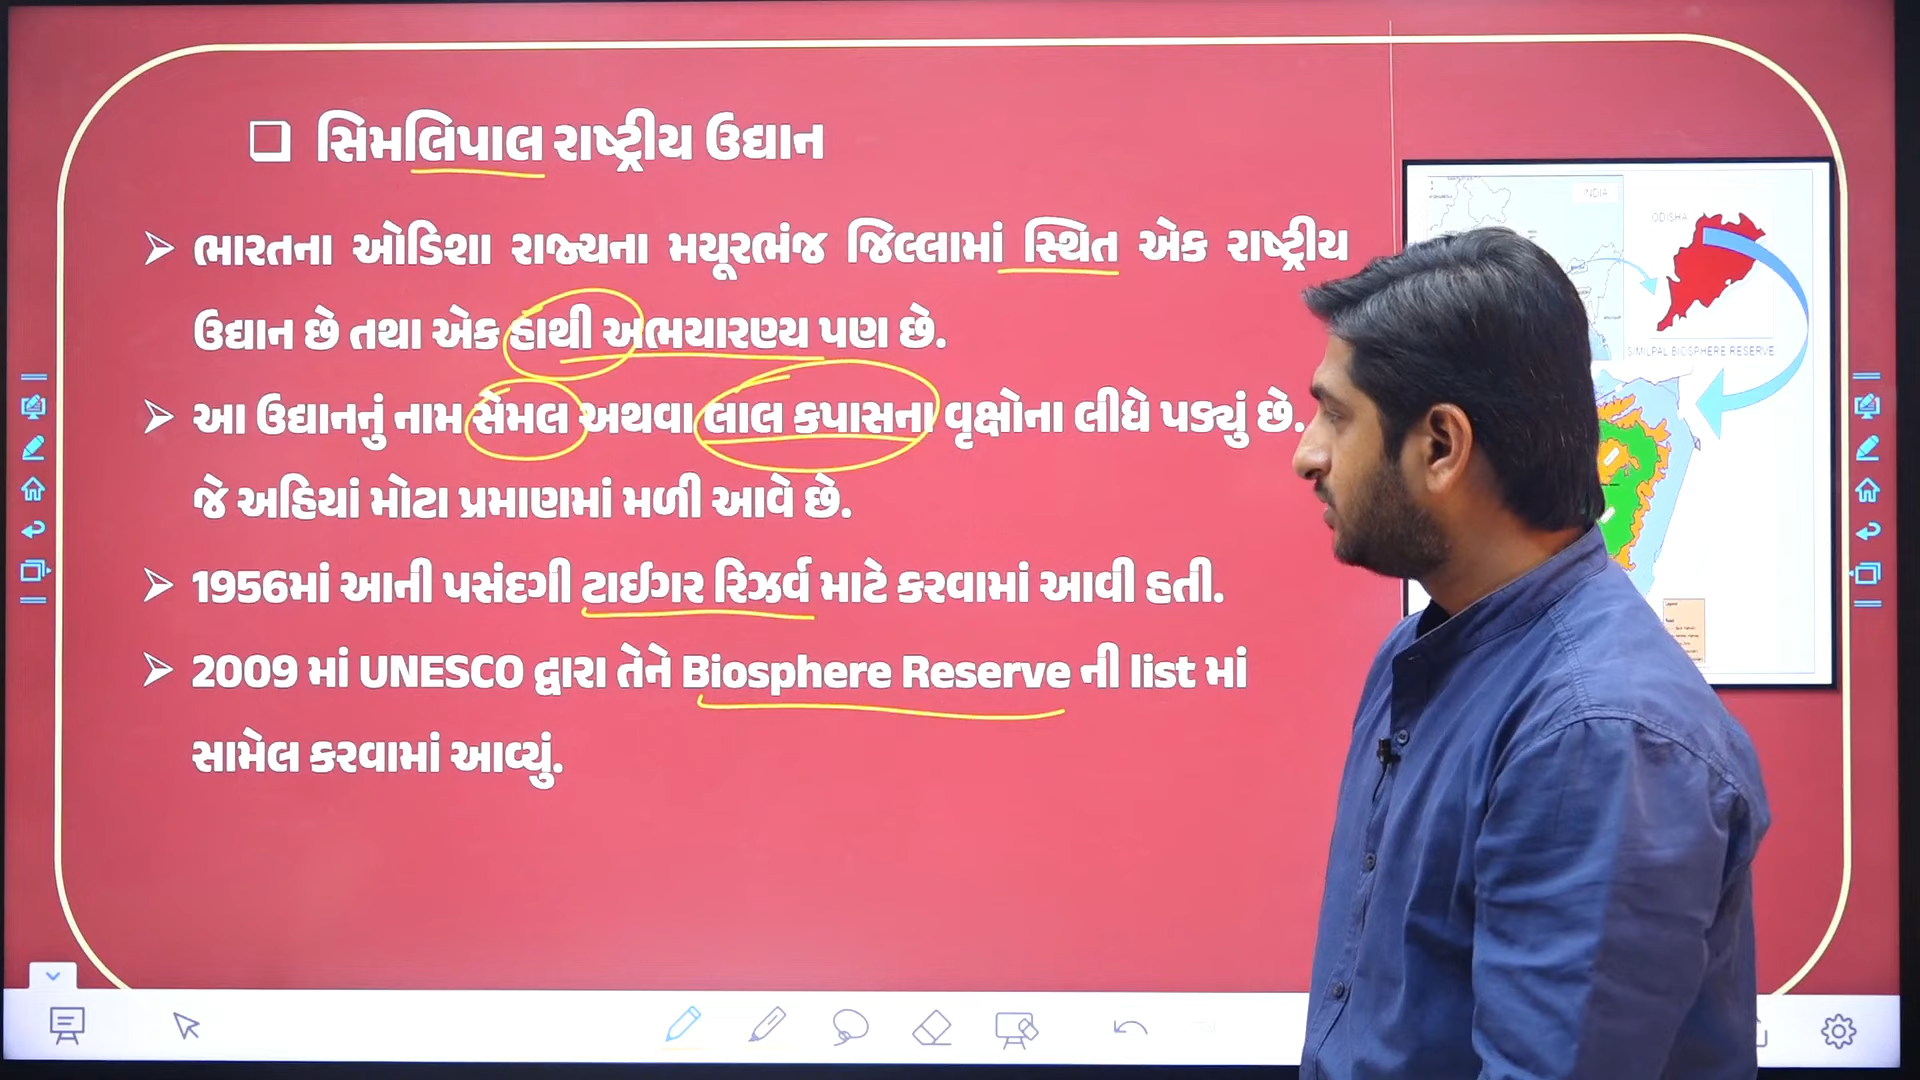 સિમલિપાલ રાષ્ટ્રીય ઉદ્યાન
ભારતના ઓડિશા રાજ્યના મયૂરભંજ જિલ્લામાં સ્થિત એક રાષ્ટ્રીય
ઉદ્યાન છે તથા એક હાથી અભયારણ્ય પણ છે.
આ ઉદ્યાનનું નામ સેમલ અથવા લાલ કપાસના વૃક્ષોના લીધે પડ્યું છે.
જે અહિયાં મોટા પ્રમાણમાં મળી આવે છે.
1956માં આની પસંદગી ટાઈગર રિઝર્વ માટે કરવામાં આવી હતી.
2009 માં UNESCO દ્વારા તેને Biosphere Reserve ની list માં
સામેલ કરવામાં આવ્યું.
INDIA
ODISHA
SIMILPAL BIOSPHERE RESERVE